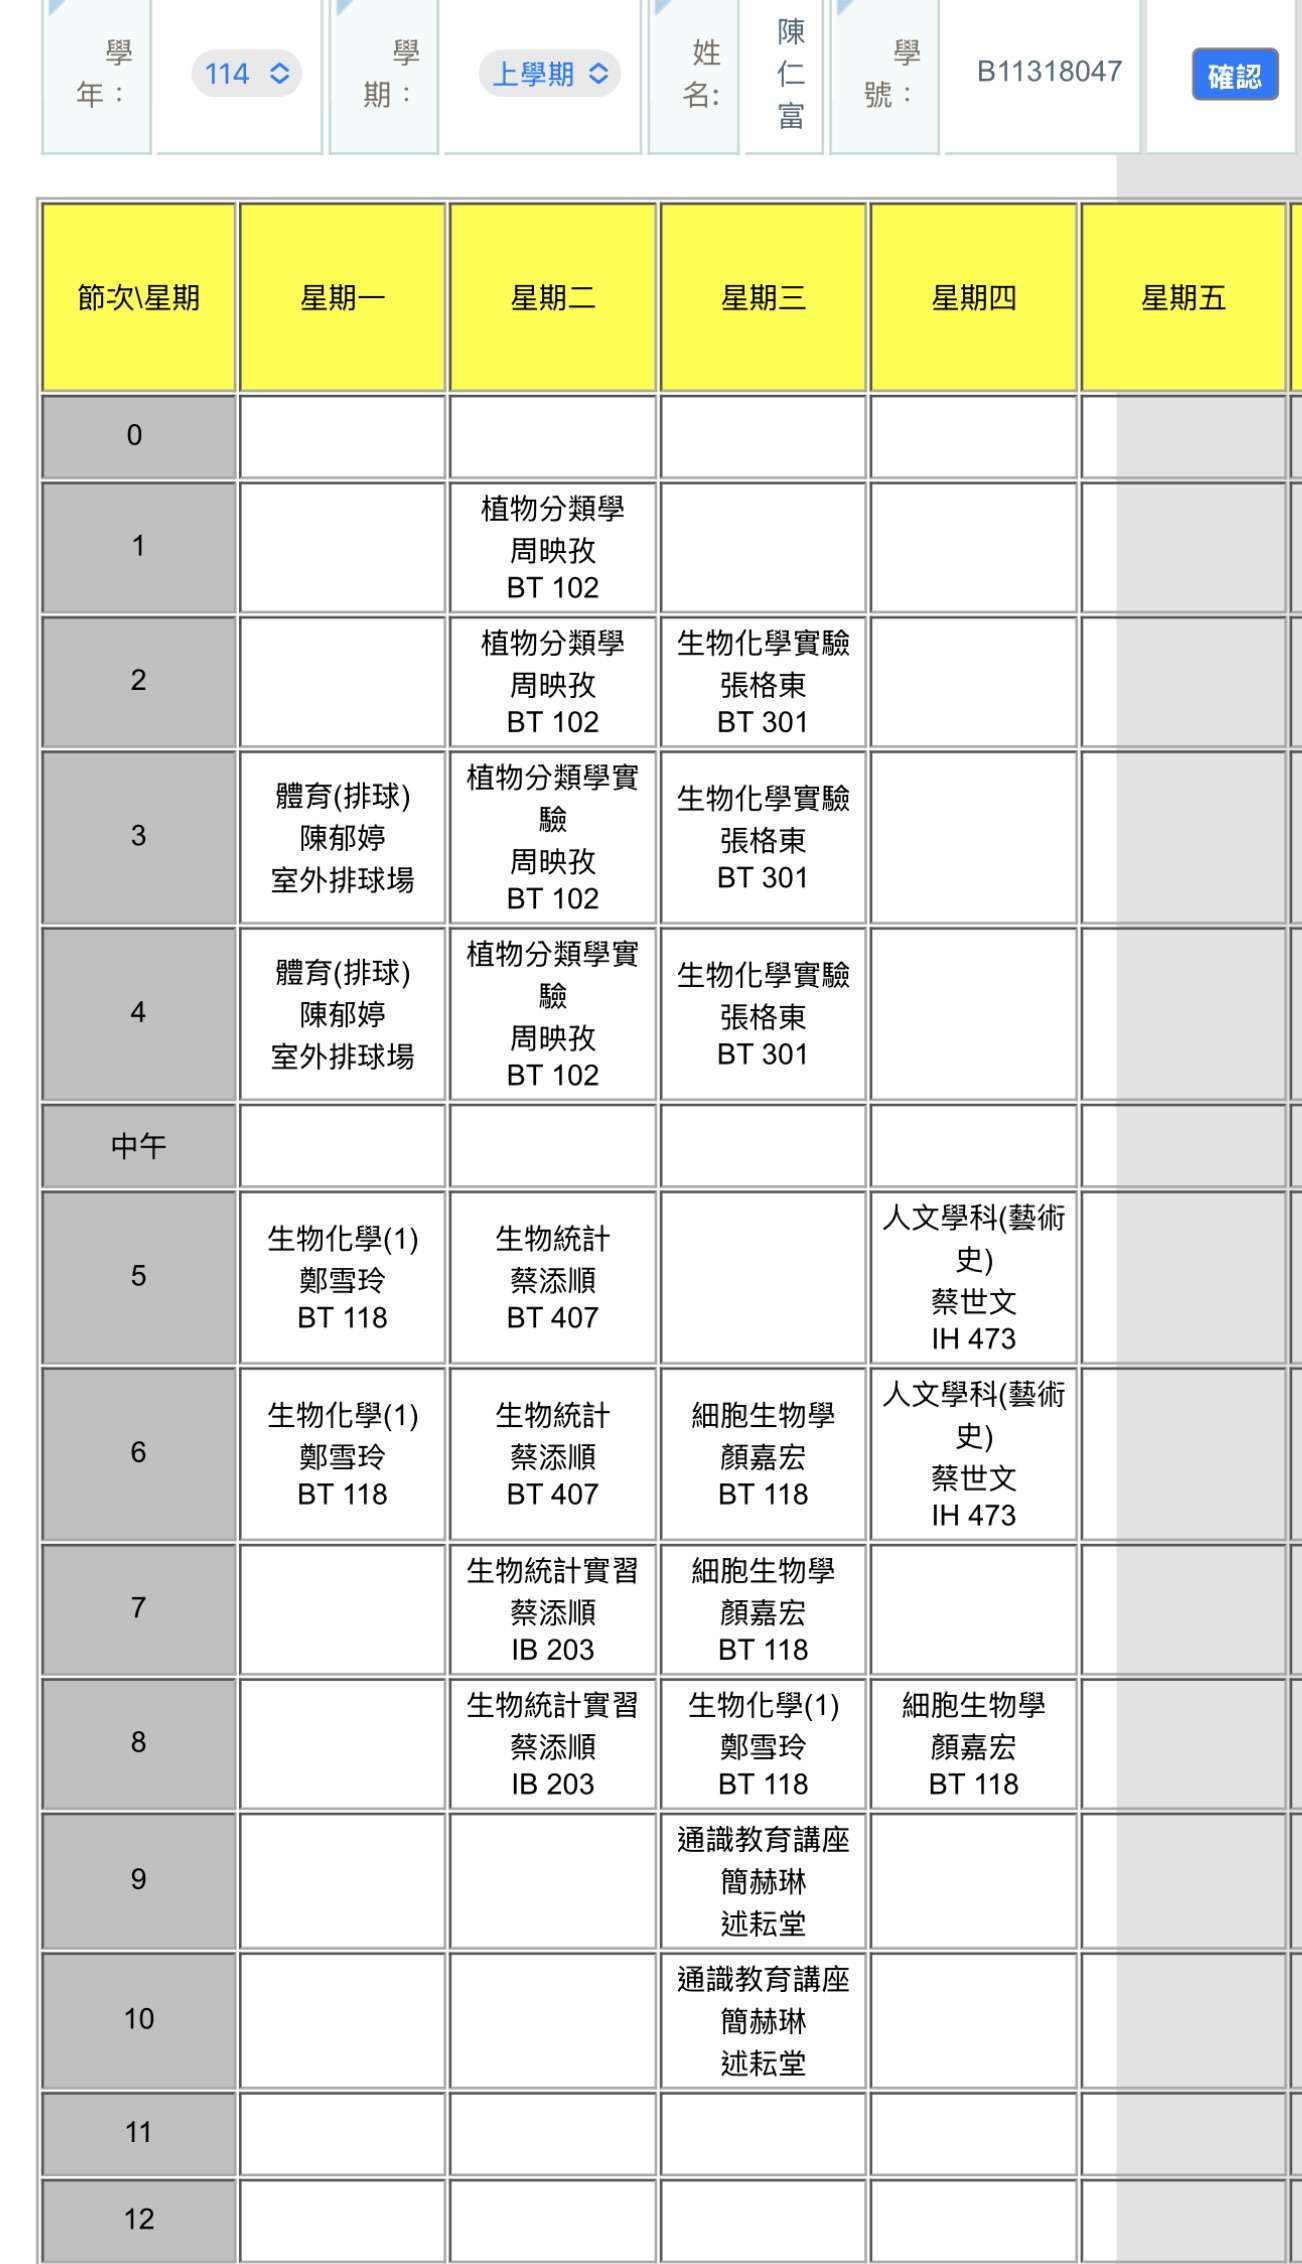 學年：
114
學期：
上學期
姓名:
陳仁富
學號：
B11318047
確認
節次\星期
星期一
星期二
星期三
星期四
星期五
0
1
植物分類學
周映孜
BT 102
2
植物分類學
周映孜
BT 102
生物化學實驗
張格東
BT 301
3
體育(排球)
陳郁婷
室外排球場
植物分類學實
驗
周映孜
BT 102
生物化學實驗
張格東
BT 301
4
體育(排球)
陳郁婷
室外排球場
植物分類學實
驗
周映孜
BT 102
生物化學實驗
張格東
BT 301
中午
5
生物化學(1)
鄭雪玲
BT 118
生物統計
蔡添順
BT 407
人文學科(藝術
史)
蔡世文
IH 473
6
生物化學(1)
鄭雪玲
BT 118
生物統計
蔡添順
BT 407
細胞生物學
顏嘉宏
BT 118
人文學科(藝術
史)
蔡世文
IH 473
7
生物統計實習
蔡添順
IB 203
細胞生物學
顏嘉宏
BT 118
8
生物統計實習
蔡添順
IB 203
生物化學(1)
鄭雪玲
BT 118
細胞生物學
顏嘉宏
BT 118
9
通識教育講座
簡赫琳
述耘堂
10
通識教育講座
簡赫琳
述耘堂
11
12